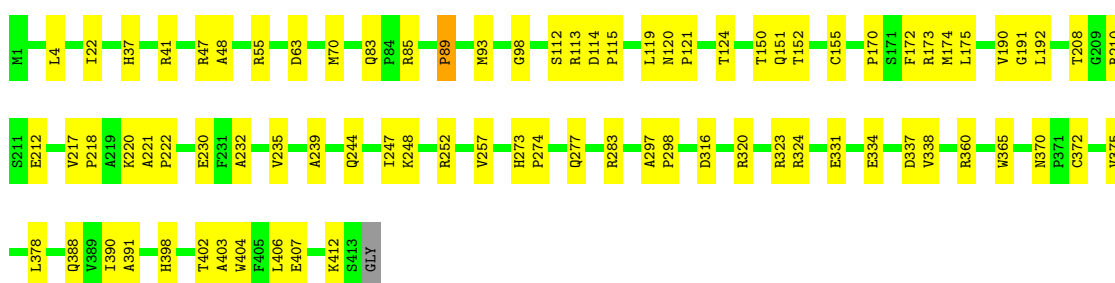 M1 L4 I22 H37 R41 R47 A48 R55 D63 M70 Q83 P84 R85 P89 M93 G98 S112 R113 D114 P115 L119 N120 P121 T124 T150 Q151 T152 C155 P170 S171 F172 R173 M174 L175 V190 G191 L192 T208 G209
S211 E212 V217 P218 A219 K220 A221 P222 E230 F231 A232 V235 A239 Q244 I247 K248 R252 V257 H273 D274 Q277 R283 A297 P298 D316 R320 R323 R324 E331 E334 D337 V338 R360 W365 N370 P371 C372
L378 Q388 V389 I390 A391 H398 T402 A403 W404 F405 L406 E407 K412 S413 GLY